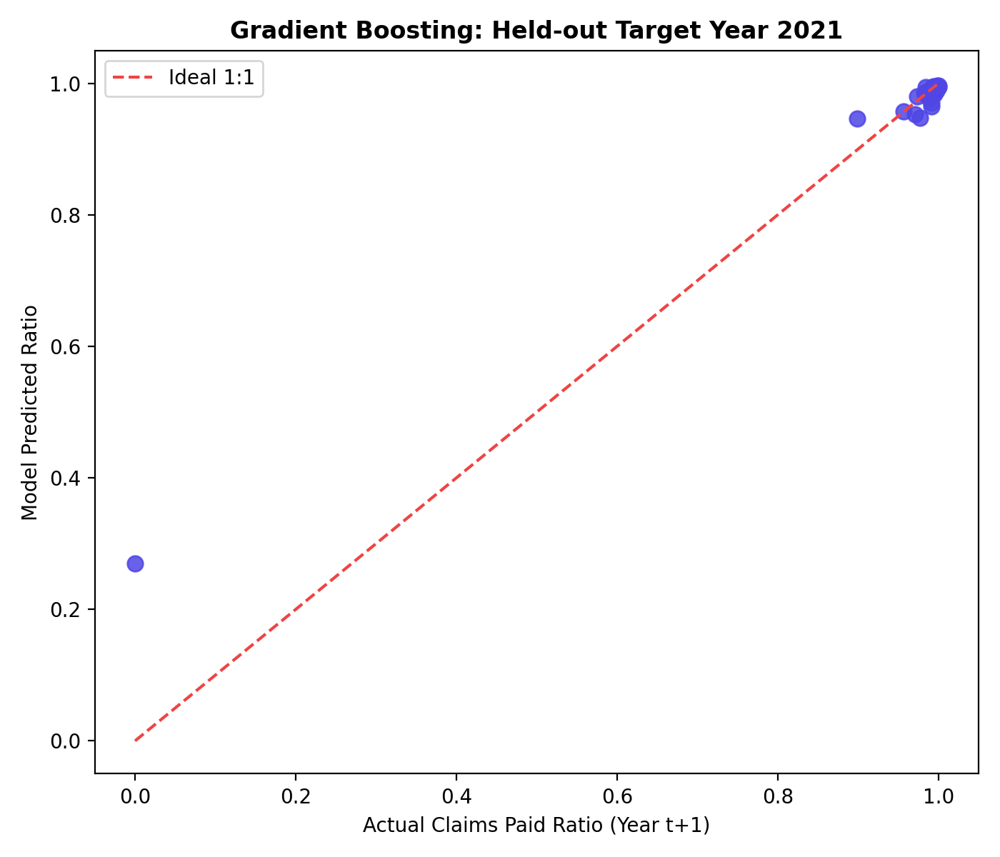 Gradient Boosting: Held-out Target Year 2021
Ideal 1:1
1.0
0.8
0.6
0.4
0.2
0.0
Model Predicted Ratio
0.0 0.2 0.4 0.6 0.8 1.0
Actual Claims Paid Ratio (Year t+1)